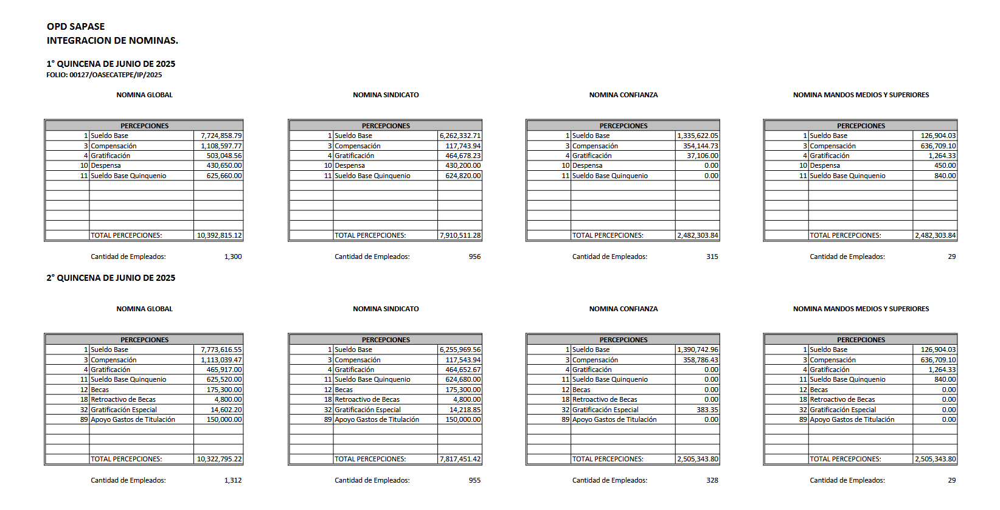 OPD SAPASE
INTEGRACION DE NOMINAS.
1° QUINCENA DE JUNIO DE 2025
FOLIO: 00127/OASECATEPE/IP/2025
NOMINA GLOBAL NOMINA SINDICATO NOMINA CONFIANZA NOMINA MANDOS MEDIOS Y SUPERIORES
PERCEPCIONES PERCEPCIONES PERCEPCIONES PERCEPCIONES
1 Sueldo Base 7,724,858.79 1 Sueldo Base 6,262,332.71 1 Sueldo Base 1,335,622.05 1 Sueldo Base 126,904.03
3 Compensación 1,108,597.77 3 Compensación 117,743.94 3 Compensación 354,144.73 3 Compensación 636,709.10
4 Gratificación 503,048.56 4 Gratificación 464,678.23 4 Gratificación 37,106.00 4 Gratificación 1,264.33
10 Despensa 430,650.00 10 Despensa 430,200.00 10 Despensa 0.00 10 Despensa 450.00
11 Sueldo Base Quinquenio 625,660.00 11 Sueldo Base Quinquenio 624,820.00 11 Sueldo Base Quinquenio 0.00 11 Sueldo Base Quinquenio 840.00
TOTAL PERCEPCIONES: 10,392,815.12 TOTAL PERCEPCIONES: 7,910,511.28 TOTAL PERCEPCIONES: 2,482,303.84 TOTAL PERCEPCIONES: 2,482,303.84
Cantidad de Empleados: 1,300 Cantidad de Empleados: 956 Cantidad de Empleados: 315 Cantidad de Empleados: 29
2° QUINCENA DE JUNIO DE 2025
NOMINA GLOBAL NOMINA SINDICATO NOMINA CONFIANZA NOMINA MANDOS MEDIOS Y SUPERIORES
PERCEPCIONES PERCEPCIONES PERCEPCIONES PERCEPCIONES
1 Sueldo Base 7,773,616.55 1 Sueldo Base 6,255,969.56 1 Sueldo Base 1,390,742.96 1 Sueldo Base 126,904.03
3 Compensación 1,113,039.47 3 Compensación 117,543.94 3 Compensación 358,786.43 3 Compensación 636,709.10
4 Gratificación 465,917.00 4 Gratificación 464,652.67 4 Gratificación 0.00 4 Gratificación 1,264.33
11 Sueldo Base Quinquenio 625,520.00 11 Sueldo Base Quinquenio 624,680.00 11 Sueldo Base Quinquenio 0.00 11 Sueldo Base Quinquenio 840.00
12 Becas 175,300.00 12 Becas 175,300.00 12 Becas 0.00 12 Becas 0.00
18 Retroactivo de Becas 4,800.00 18 Retroactivo de Becas 4,800.00 18 Retroactivo de Becas 0.00 18 Retroactivo de Becas 0.00
32 Gratificación Especial 14,602.20 32 Gratificación Especial 14,218.85 32 Gratificación Especial 383.35 32 Gratificación Especial 0.00
89 Apoyo Gastos de Titulación 150,000.00 89 Apoyo Gastos de Titulación 150,000.00 89 Apoyo Gastos de Titulación 0.00 89 Apoyo Gastos de Titulación 0.00
TOTAL PERCEPCIONES: 10,322,795.22 TOTAL PERCEPCIONES: 7,817,451.42 TOTAL PERCEPCIONES: 2,505,343.80 TOTAL PERCEPCIONES: 2,505,343.80
Cantidad de Empleados: 1,312 Cantidad de Empleados: 955 Cantidad de Empleados: 328 Cantidad de Empleados: 29